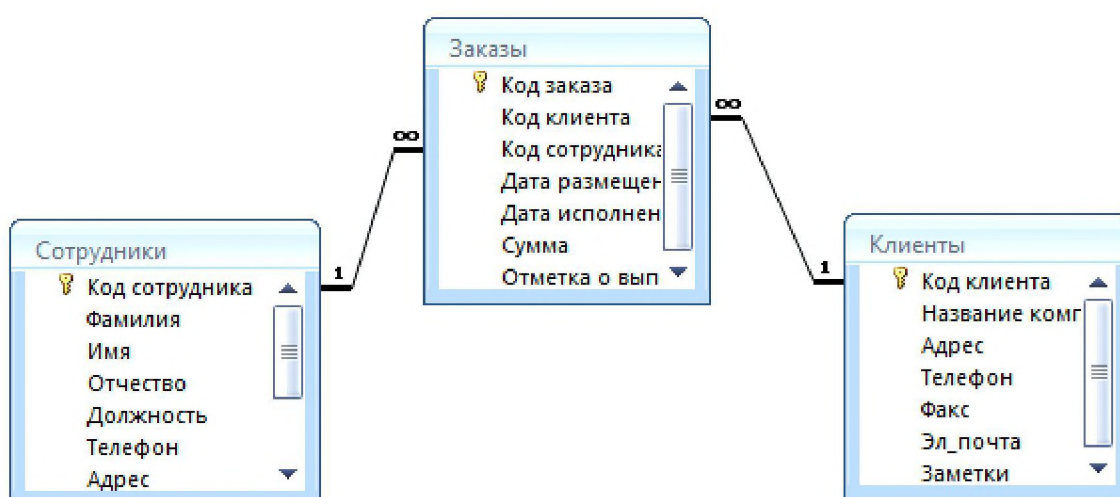 Заказы
Код заказа
Код клиента
Код сотрудника
Дата размещен
Дата исполнен
Сумма
Отметка о вып
∞
∞
1
1
Сотрудники
Код сотрудника
Фамилия
Имя
Отчество
Должность
Телефон
Адрес
Клиенты
Код клиента
Название комп
Адрес
Телефон
Факс
Эл_почта
Заметки